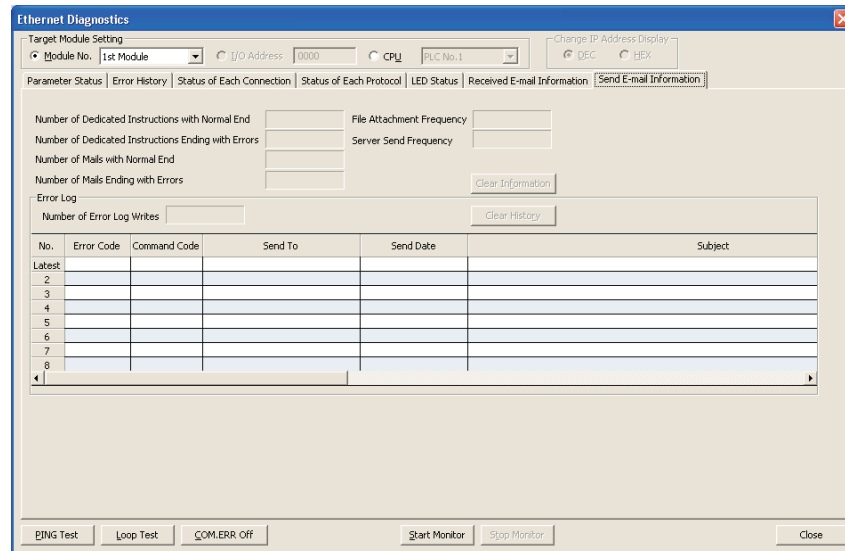 Ethernet Diagnostics
Target Module Setting
Module No. 1st Module I/O Address 0000 CPU PLC No.1
Change IP Address Display
DEC HEX
Parameter Status Error History Status of Each Connection Status of Each Protocol LED Status Received E-mail Information Send E-mail Information
Number of Dedicated Instructions with Normal End File Attachment Frequency
Number of Dedicated Instructions Ending with Errors Server Send Frequency
Number of Mails with Normal End
Number of Mails Ending with Errors Clear Information
Error Log
Number of Error Log Writes Clear History
No. Error Code Command Code Send To Send Date Subject
Latest
2
3
4
5
6
7
8
PING Test Loop Test COM.ERR Off Start Monitor Stop Monitor Close